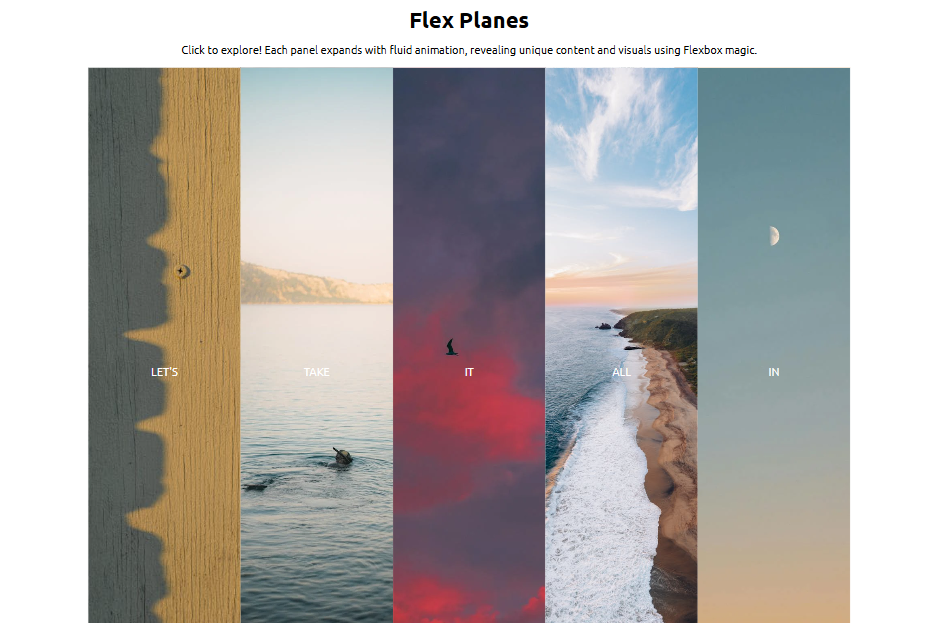 Flex Planes
Click to explore! Each panel expands with fluid animation, revealing unique content and visuals using Flexbox magic.
LET'S TAKE IT ALL IN